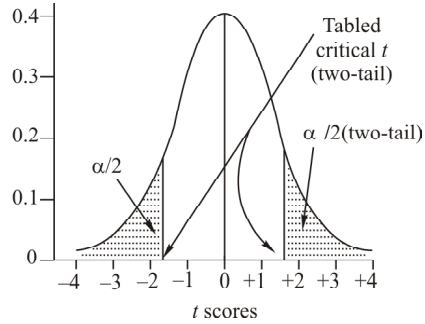 0.4
Tabled
critical t
(two-tail)
0.3
0.2
α /2(two-tail)
α/2
0.1
0
–4 –3 –2 –1 0 +1 +2 +3 +4
t scores